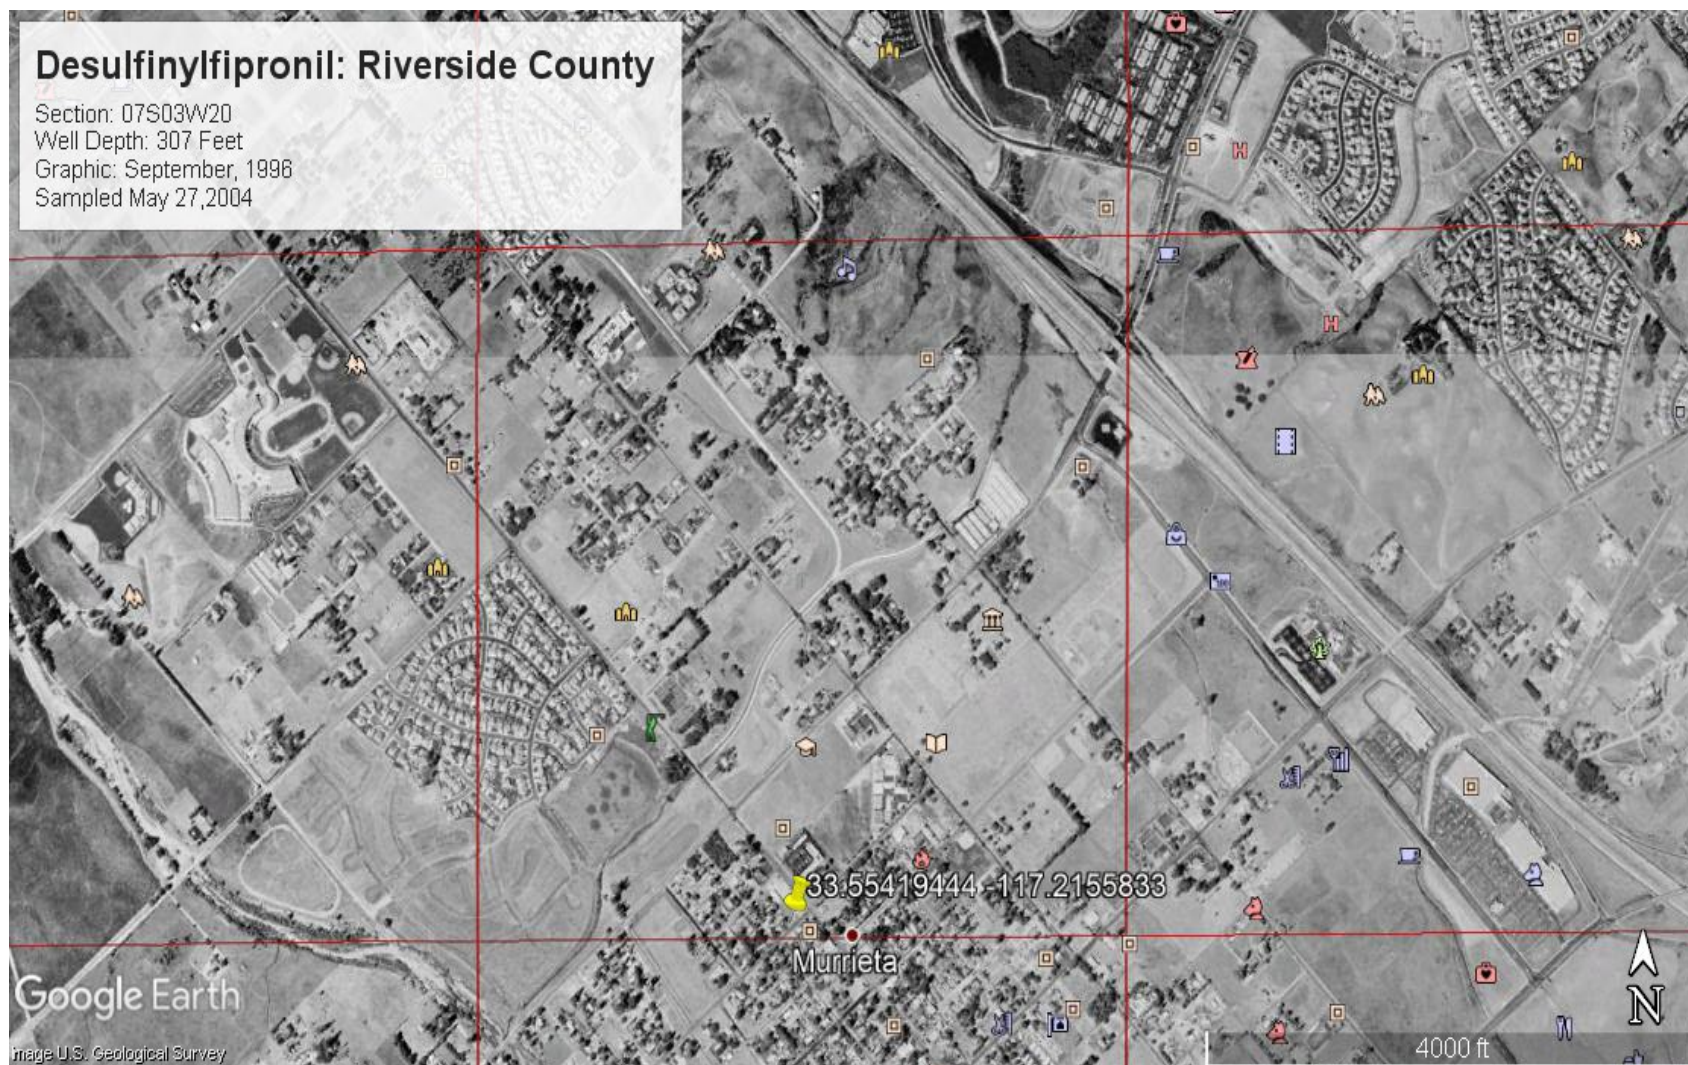 Desulfinylfipronil: Riverside County
Section: 07S03W20
Well Depth: 307 Feet
Graphic: September, 1996
Sampled May 27,2004
33.55419444 -117.2155833
Murrieta
Google Earth
N
4000 ft
Image U.S. Geological Survey